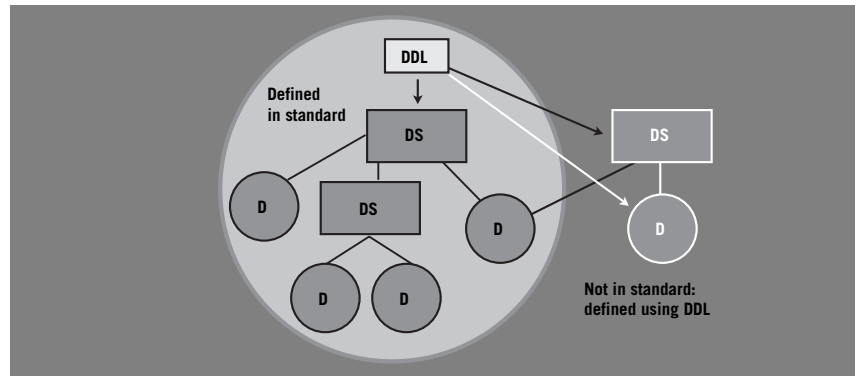 DDL
Defined
in standard
DS
DS
D
DS
D
D
D
D
D
Not in standard:
defined using DDL